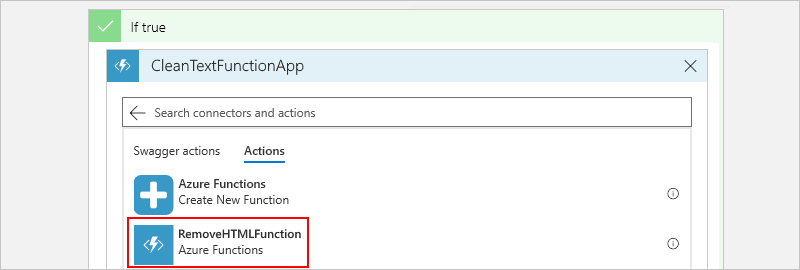 If true
CleanTextFunctionApp
Search connectors and actions
Swagger actions Actions
Azure Functions
Create New Function
RemoveHTMLFunction
Azure Functions